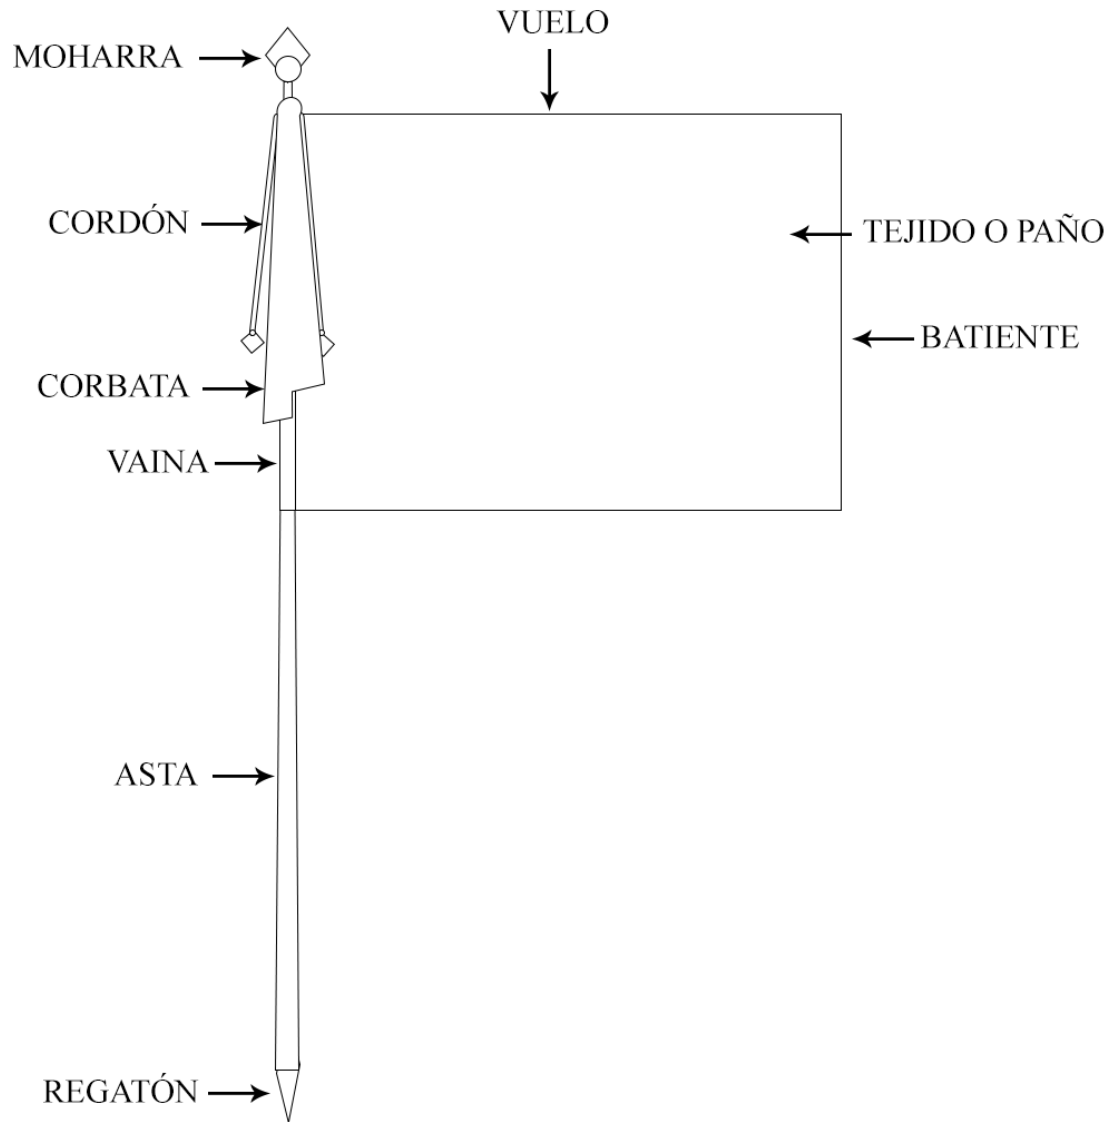 VUELO
MOHARRA
CORDÓN
TEJIDO O PAÑO
BATIENTE
CORBATA
VAINA
ASTA
REGATÓN